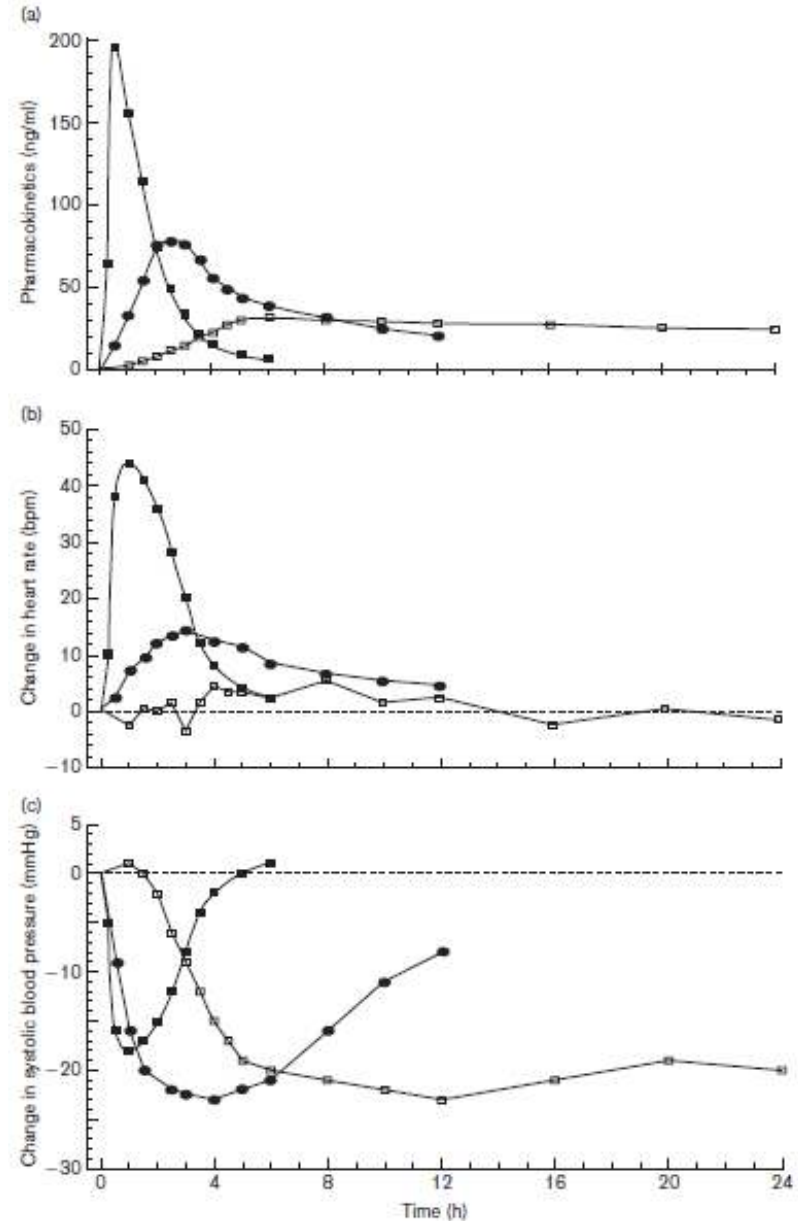 (a)
Pharmacokinetics (ng/ml)
200
150
100
50
0
(b)
Change in heart rate (bpm)
50
40
30
20
10
0
−10
(c)
Change in systolic blood pressure (mmHg)
5
0
−10
−20
−30
0 4 8 12 16 20 24
Time (h)